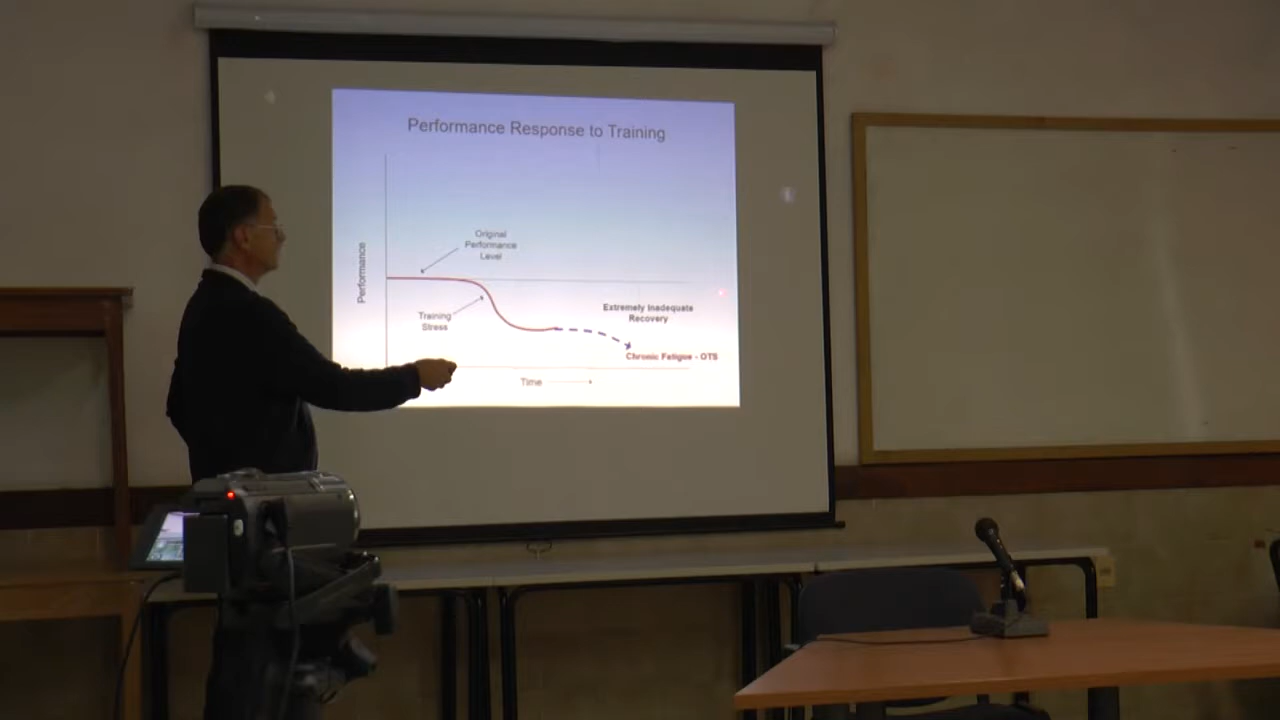 Performance Response to Training
Original
Performance
Level
Performance
Training
Stress
Extremely Inadequate
Recovery
Chronic Fatigue - OTS
Time